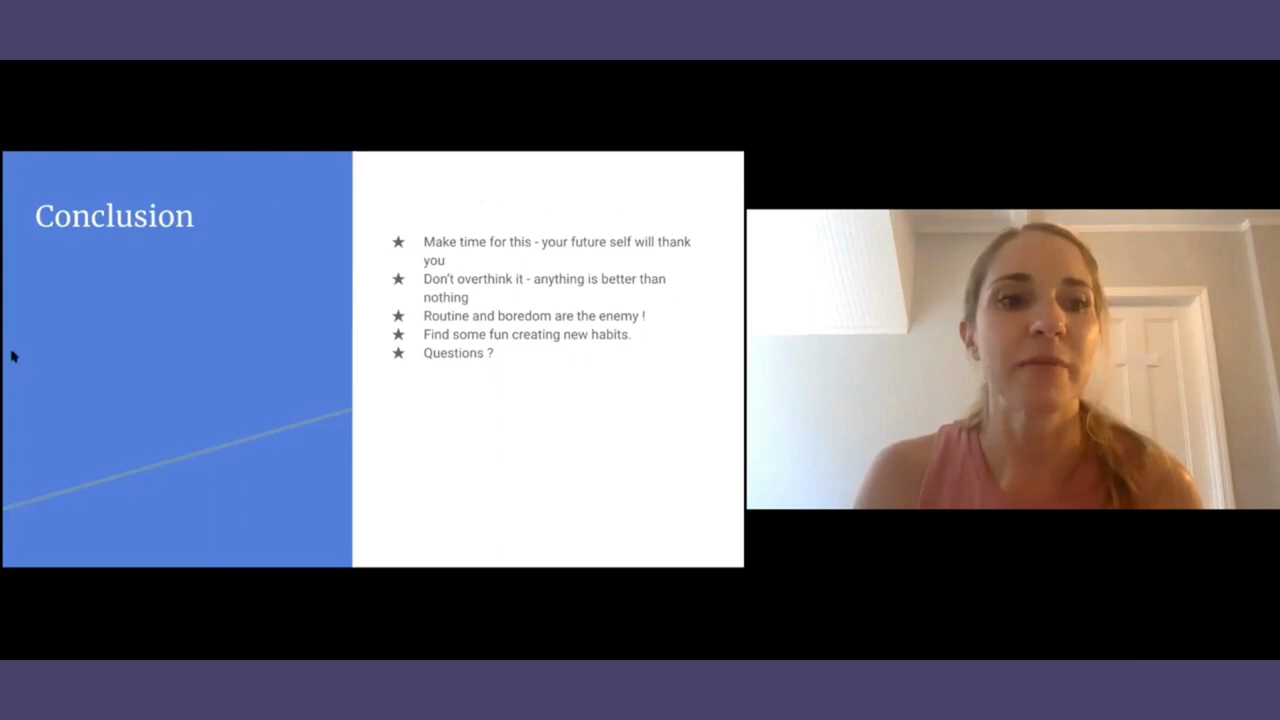 Conclusion
★ Make time for this - your future self will thank
you
★ Don't overthink it - anything is better than
nothing
★ Routine and boredom are the enemy !
★ Find some fun creating new habits.
★ Questions ?